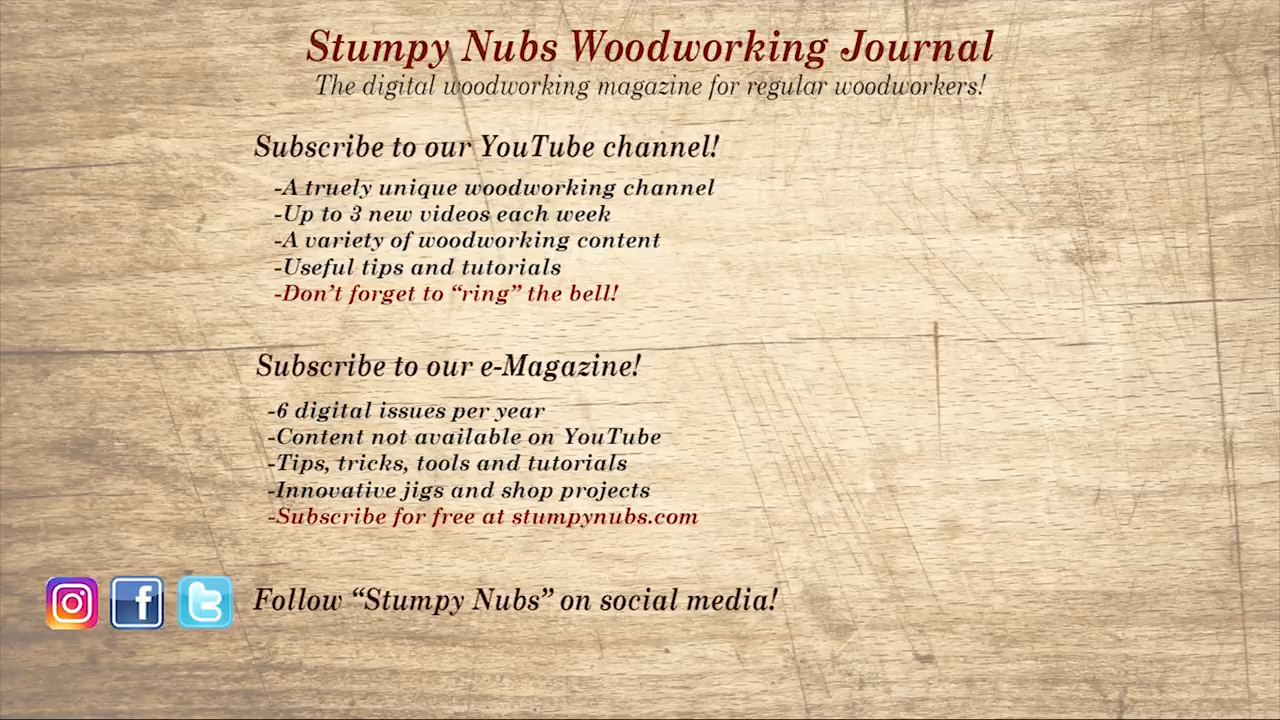 Stumpy Nubs Woodworking Journal
The digital woodworking magazine for regular woodworkers!
Subscribe to our YouTube channel!
-A truely unique woodworking channel
-Up to 3 new videos each week
-A variety of woodworking content
-Useful tips and tutorials
-Don’t forget to “ring” the bell!
Subscribe to our e-Magazine!
-6 digital issues per year
-Content not available on YouTube
-Tips, tricks, tools and tutorials
-Innovative jigs and shop projects
-Subscribe for free at stumpynubs.com
Follow “Stumpy Nubs” on social media!